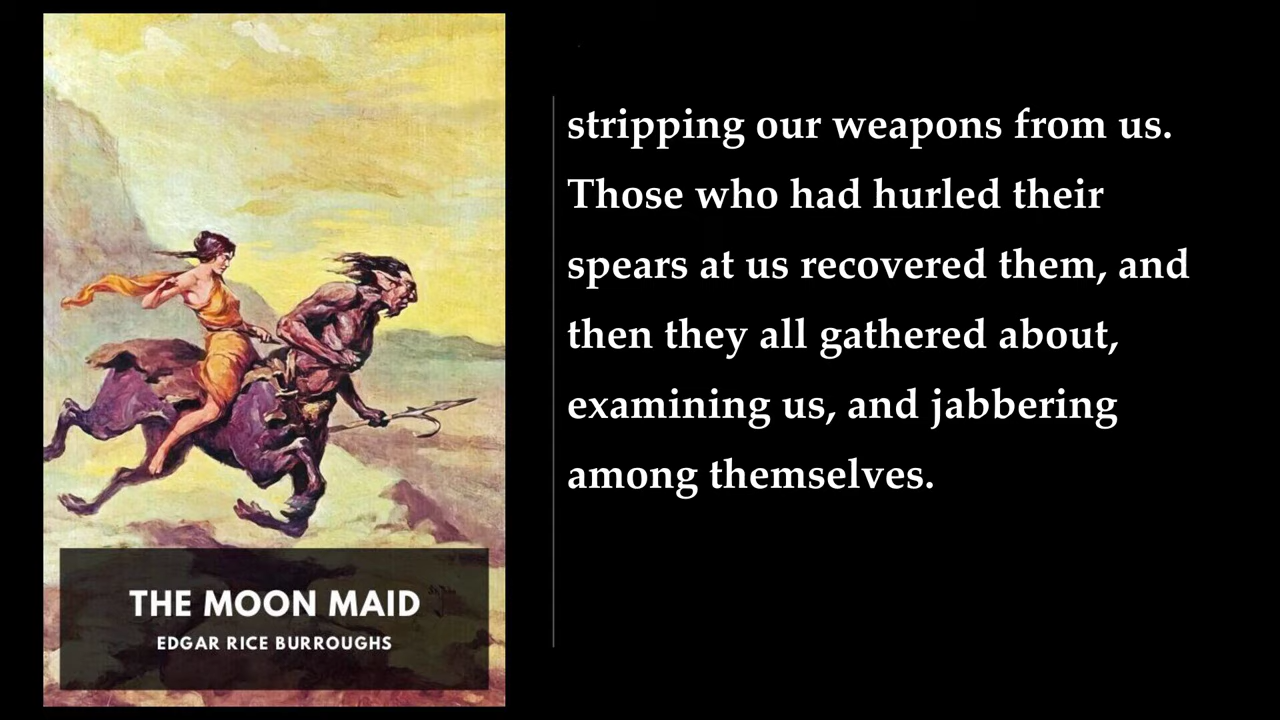 stripping our weapons from us.
Those who had hurled their
spears at us recovered them, and
then they all gathered about,
examining us, and jabbering
among themselves.
THE MOON MAID
EDGAR RICE BURROUGHS